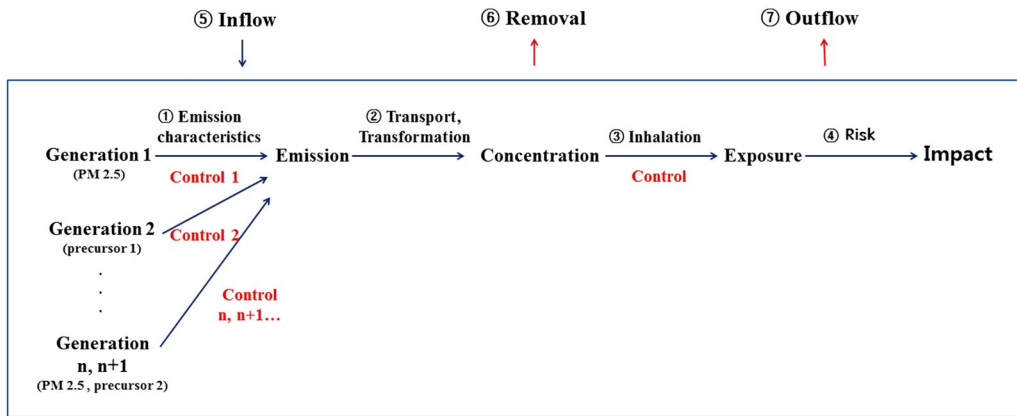 ⑤ Inflow
⑥ Removal
⑦ Outflow
① Emission
characteristics
② Transport,
Transformation
③ Inhalation
④ Risk
Generation 1
(PM 2.5)
Emission
Concentration
Exposure
Impact
Control 1
Control
Generation 2
(precursor 1)
Control 2
.
.
.
Control
n, n+1…
Generation
n, n+1
(PM 2.5 , precursor 2)